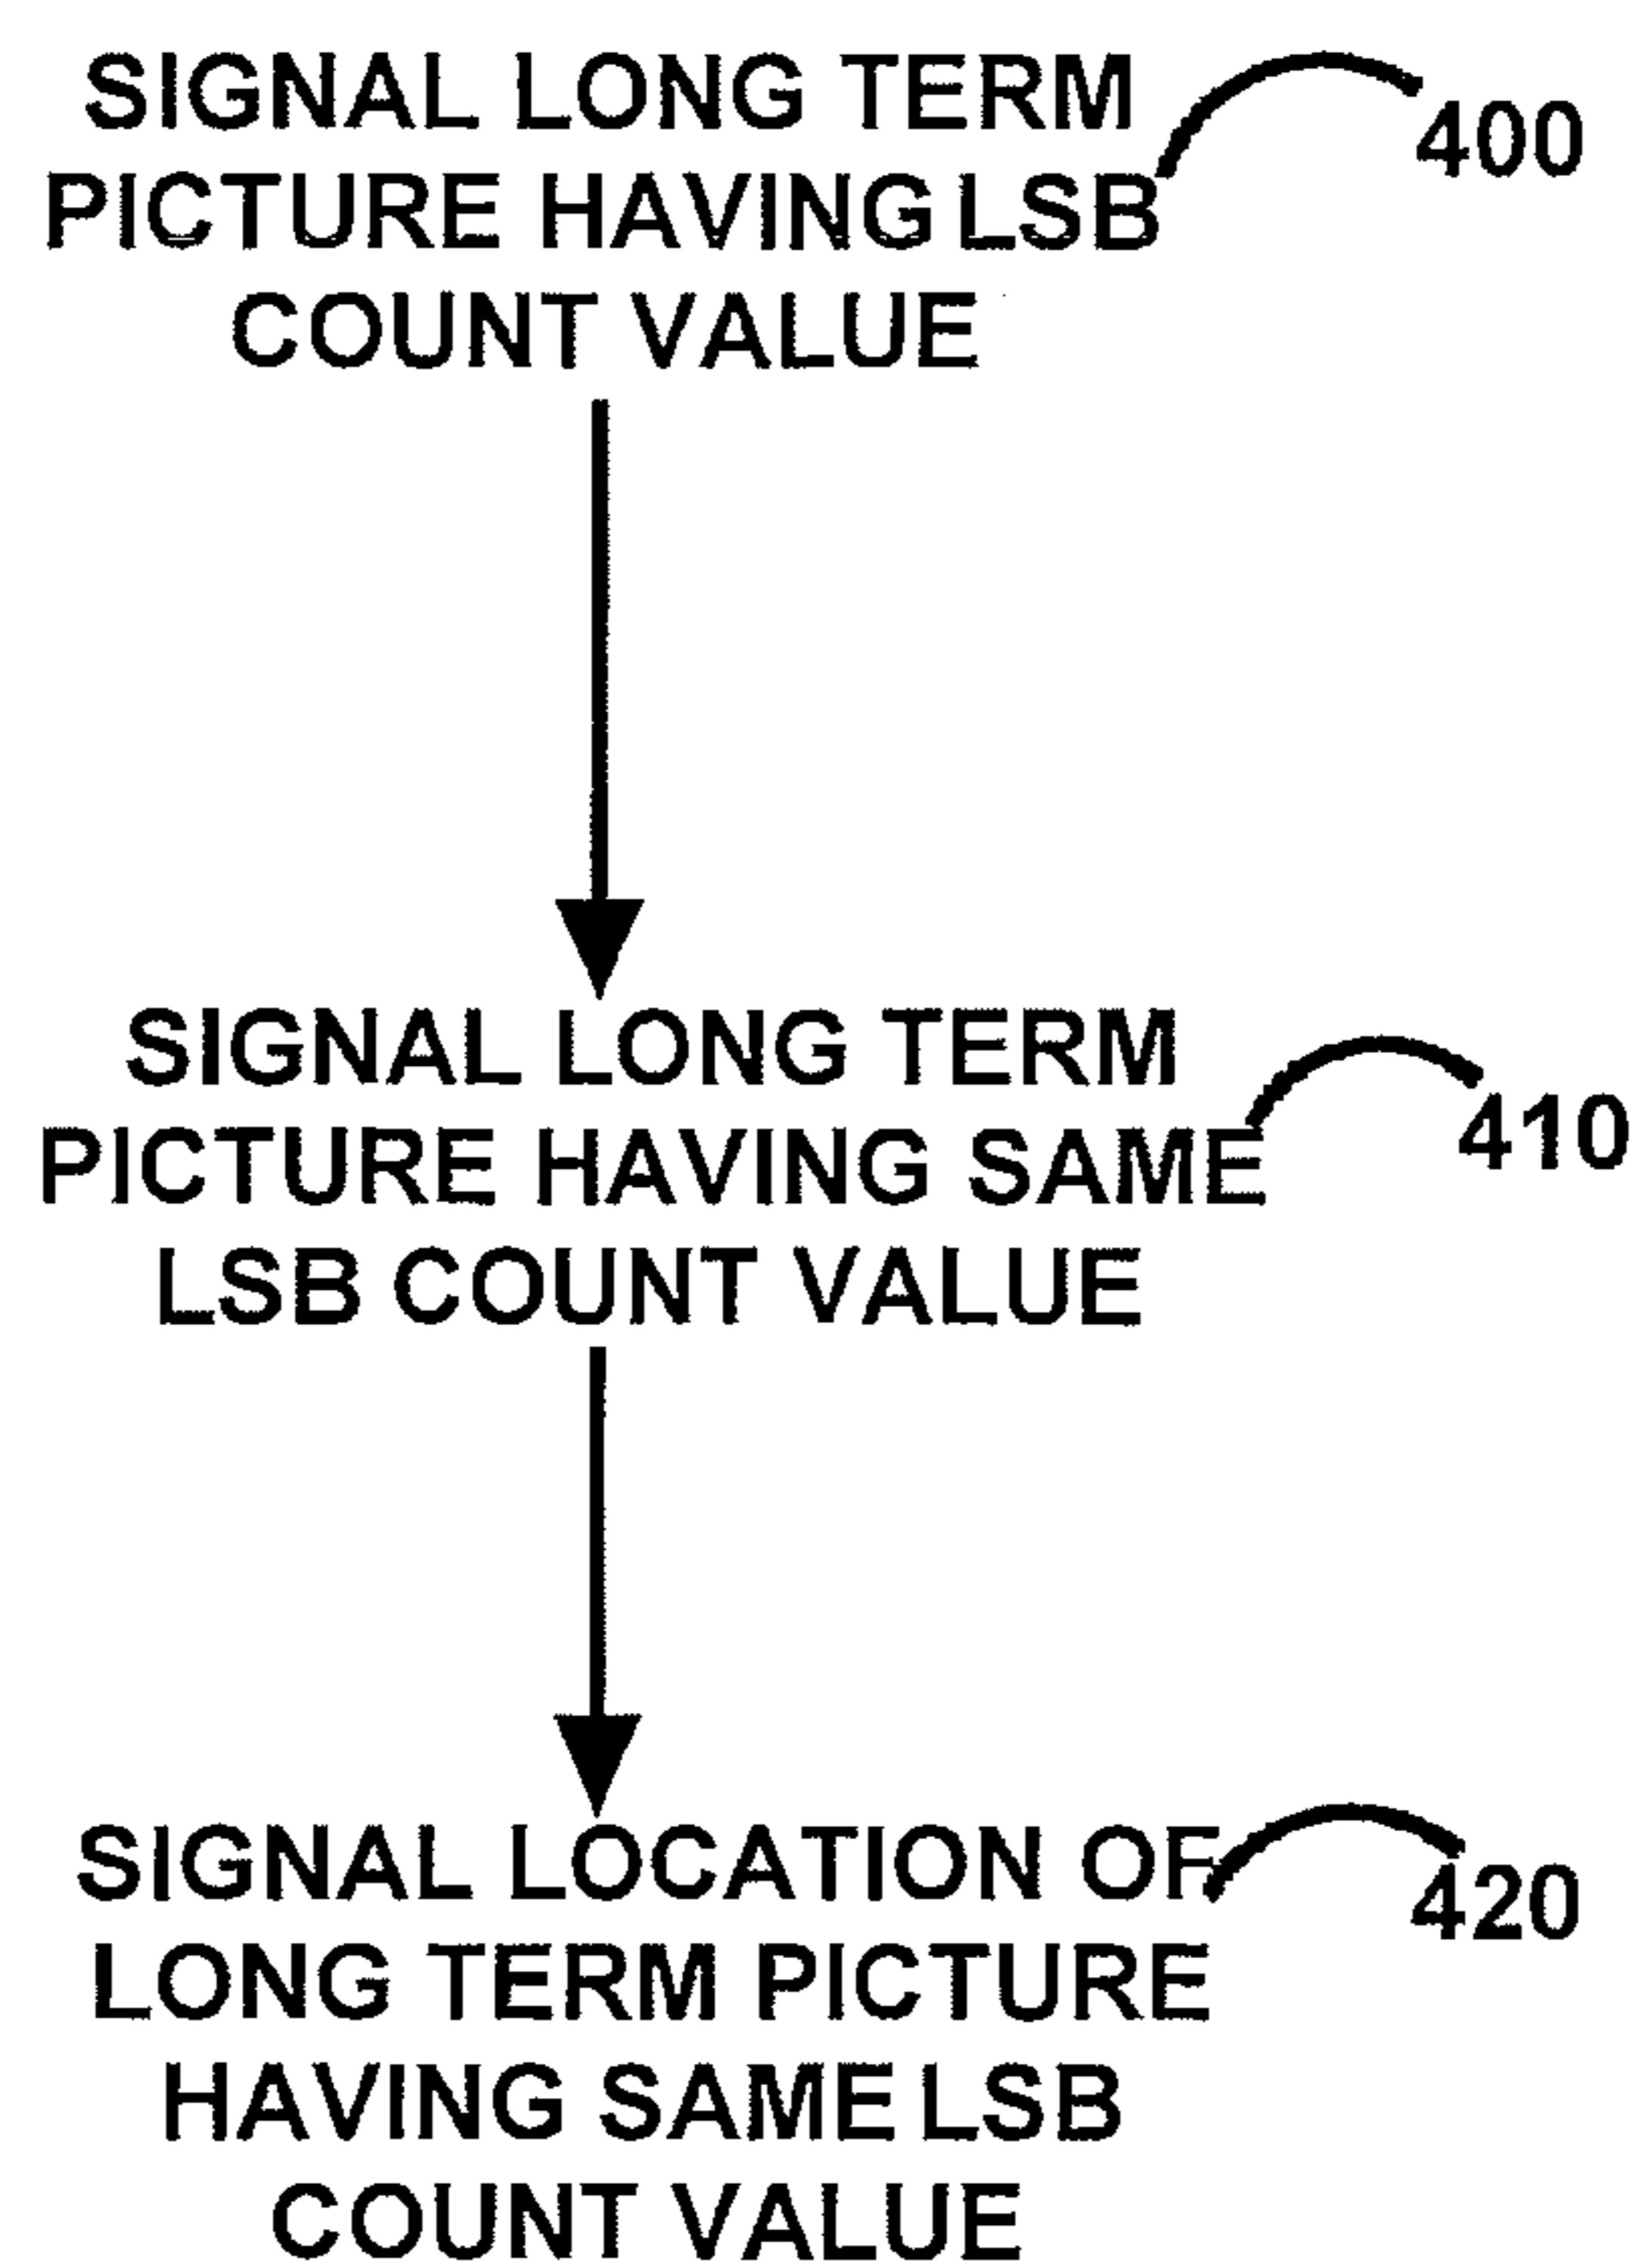 SIGNAL LONG TERM
PICTURE HAVING LSB
COUNT VALUE
400
SIGNAL LONG TERM
PICTURE HAVING SAME
LSB COUNT VALUE
410
SIGNAL LOCATION OF
LONG TERM PICTURE
HAVING SAME LSB
COUNT VALUE
420